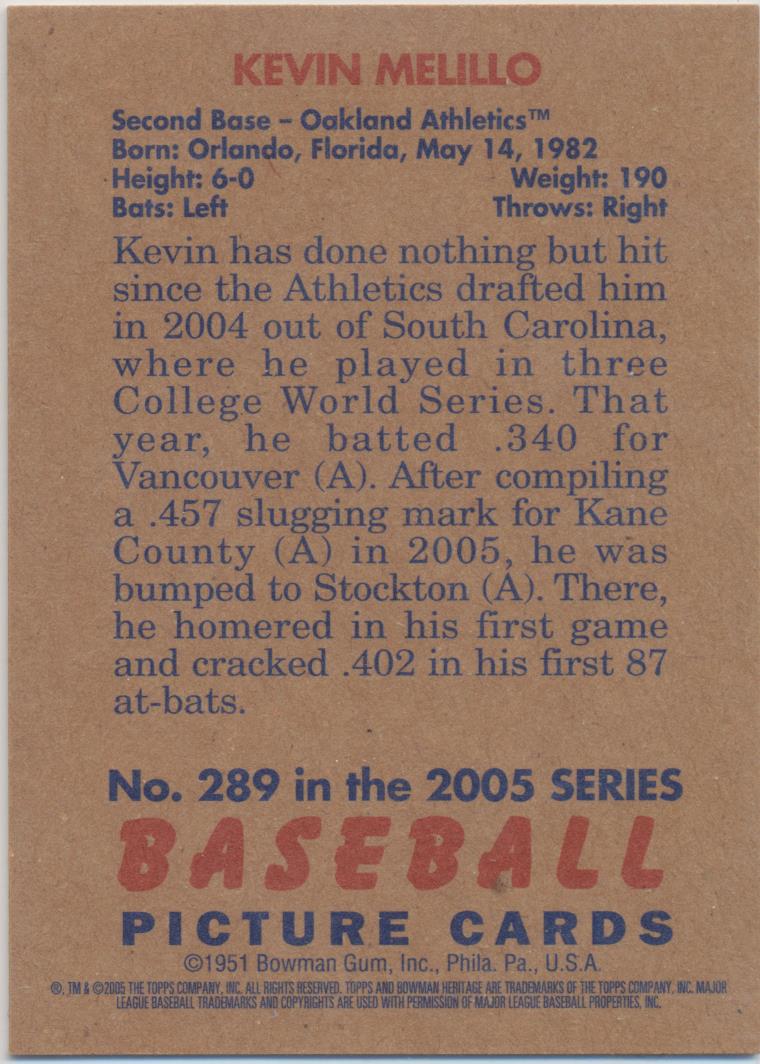 KEVIN MELILLO
Second Base – Oakland Athletics™
Born: Orlando, Florida, May 14, 1982
Height: 6-0 Weight: 190
Bats: Left Throws: Right
Kevin has done nothing but hit
since the Athletics drafted him
in 2004 out of South Carolina,
where he played in three
College World Series. That
year, he batted .340 for
Vancouver (A). After compiling
a .457 slugging mark for Kane
County (A) in 2005, he was
bumped to Stockton (A). There,
he homered in his first game
and cracked .402 in his first 87
at-bats.
No. 289 in the 2005 SERIES
BASEBALL
PICTURE CARDS
©1951 Bowman Gum, Inc., Phila. Pa., U.S.A.
®, TM & ©2005 THE TOPPS COMPANY, INC. ALL RIGHTS RESERVED. TOPPS AND BOWMAN HERITAGE ARE TRADEMARKS OF THE TOPPS COMPANY, INC. MAJOR
LEAGUE BASEBALL TRADEMARKS AND COPYRIGHTS ARE USED WITH PERMISSION OF MAJOR LEAGUE BASEBALL PROPERTIES, INC.